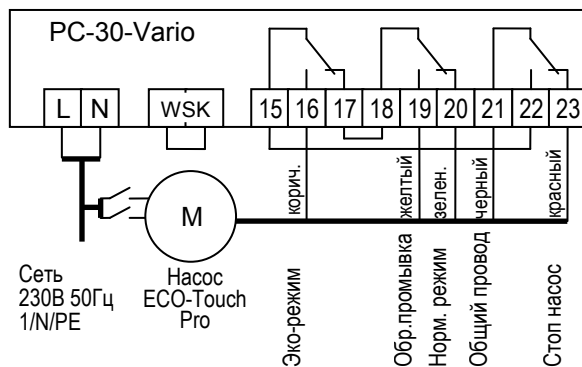 PC-30-Vario
L N WSK 15 16 17 18 19 20 21 22 23
корич.
желтый
зелен.
черный
красный
M
Сеть
230В 50Гц
1/N/PE
Насос
ECO-Touch
Pro
Эко-режим
Обр.промывка
Норм. режим
Общий провод
Стоп насос